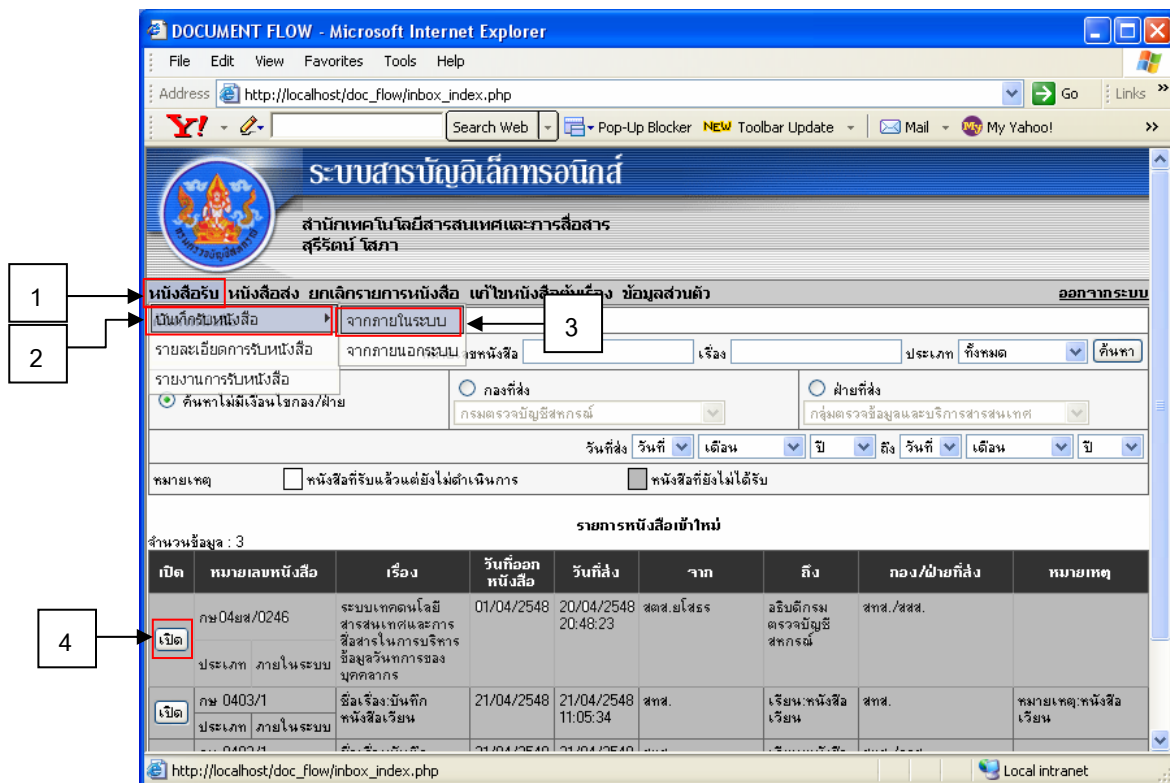 DOCUMENT FLOW - Microsoft Internet Explorer
File Edit View Favorites Tools Help
Address http://localhost/doc_flow/inbox_index.php Go Links »
Y! Search Web Pop-Up Blocker NEW Toolbar Update Mail My My Yahoo! »
ระบบสารบัญอิเล็กทรอนิกส์
สำนักเทคโนโลยีสารสนเทศและการสื่อสาร
สุรีรัตน์ โสภา
1
หนังสือรับ หนังสือส่ง ยกเลิกรายการหนังสือ แก้ไขหนังสือต้นเรื่อง ข้อมูลส่วนตัว ออกจากระบบ
2
บันทึกรับหนังสือ จากภายในระบบ
3
รายละเอียดการรับหนังสือ จากภายนอกระบบ ขหนังสือ เรื่อง ประเภท ทั้งหมด ค้นหา
รายงานการรับหนังสือ
ค้นหาไม่มีเงื่อนไขกอง/ฝ่าย กองที่ส่ง ฝ่ายที่ส่ง
กรมตรวจบัญชีสหกรณ์ กลุ่มตรวจข้อมูลและบริการสารสนเทศ
วันที่ส่ง วันที่ เดือน ปี ถึง วันที่ เดือน ปี
หมายเหตุ หนังสือที่รับแล้วแต่ยังไม่ดำเนินการ หนังสือที่ยังไม่ได้รับ
รายการหนังสือเข้าใหม่
จำนวนข้อมูล : 3
เปิด หมายเลขหนังสือ เรื่อง วันที่ออก วันที่ส่ง จาก ถึง กอง/ฝ่ายที่ส่ง หมายเหตุ
หนังสือ
กษ04ยส/0246 ระบบเทคดนโลยี 01/04/2548 20/04/2548 สตส.ยโสธร อธิบดีกรม สทส./สสส.
สารสนเทศและการ 20:48:23 ตรวจบัญชี
4
เปิด สื่อสารในการบริหาร สหกรณ์
ประเภท ภายในระบบ ข้อมูลวันทการของ
บุคคลากร
เปิด กษ 0403/1 ชื่อเรื่อง:บันทึก 21/04/2548 21/04/2548 สทส. เรียน:หนังสือ สทส. หมายเหตุ:หนังสือ
ประเภท ภายในระบบ หนังสือเวียน 11:05:34 เวียน เวียน
http://localhost/doc_flow/inbox_index.php Local intranet